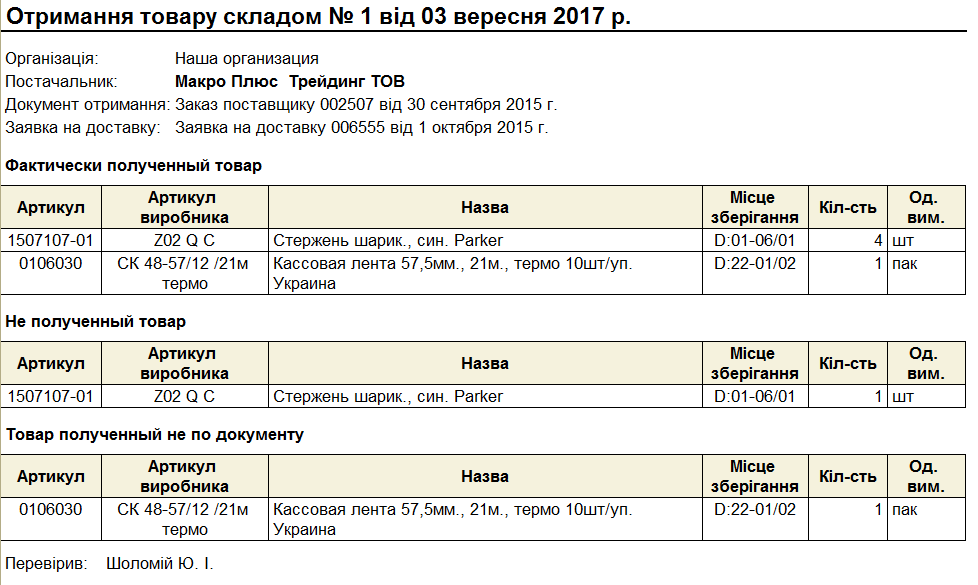 Отримання товару складом № 1 від 03 вересня 2017 р.
Організація: Наша организация
Постачальник: Макро Плюс Трейдинг ТОВ
Документ отримання: Заказ поставщику 002507 від 30 сентября 2015 г.
Заявка на доставку: Заявка на доставку 006555 від 1 октября 2015 г.
Фактически полученный товар
Артикул Артикул виробника Назва Місце зберігання Кіл-сть Од. вим.
1507107-01 Z02 Q C Стержень шарик., син. Parker D:01-06/01 4 шт
0106030 СК 48-57/12 /21м термо Кассовая лента 57,5мм., 21м., термо 10шт/уп. Украина D:22-01/02 1 пак
Не полученный товар
Артикул Артикул виробника Назва Місце зберігання Кіл-сть Од. вим.
1507107-01 Z02 Q C Стержень шарик., син. Parker D:01-06/01 1 шт
Товар полученный не по документу
Артикул Артикул виробника Назва Місце зберігання Кіл-сть Од. вим.
0106030 СК 48-57/12 /21м термо Кассовая лента 57,5мм., 21м., термо 10шт/уп. Украина D:22-01/02 1 пак
Перевірив: Шоломій Ю. І.